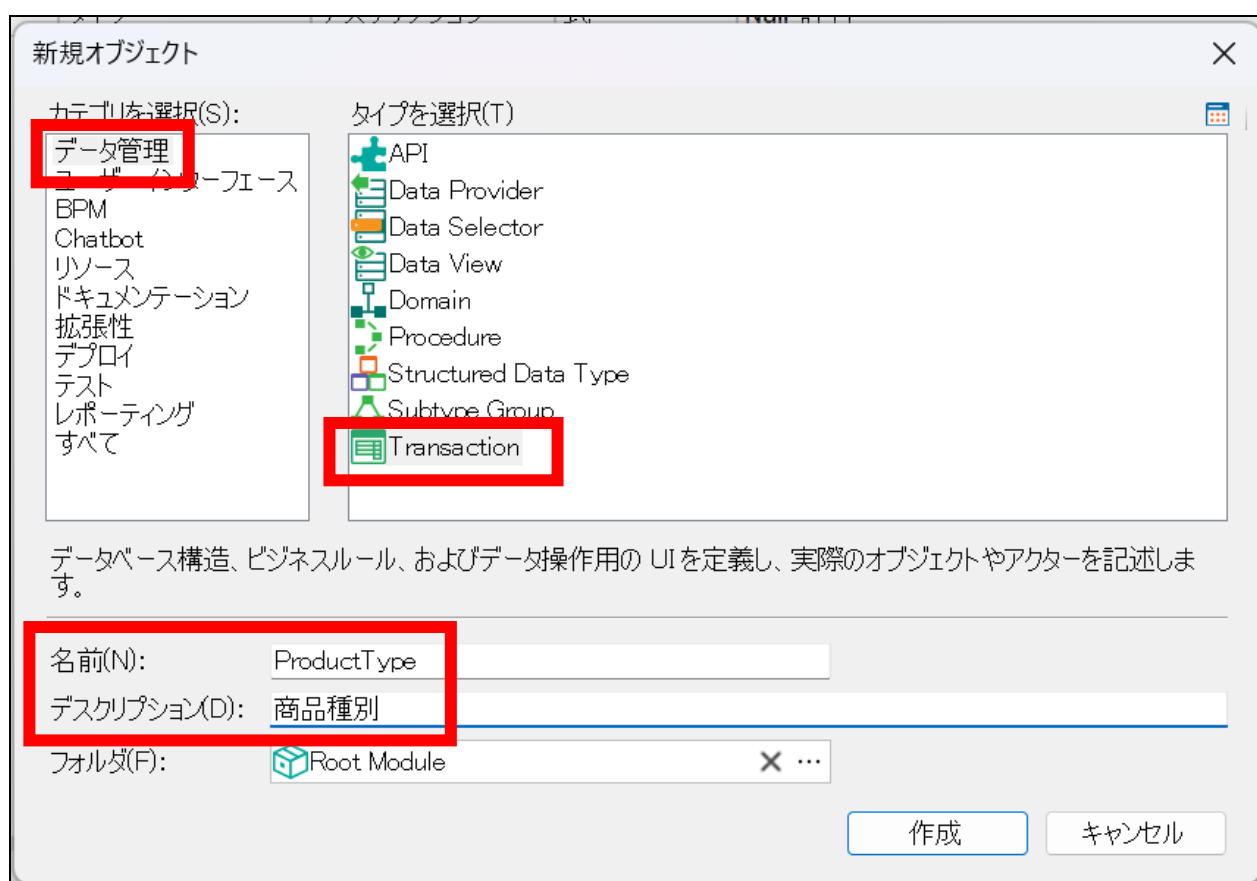 新規オブジェクト
カテゴリを選択(S):
タイプを選択(T)
データ管理
ユーザーインターフェース
BPM
Chatbot
リソース
ドキュメンテーション
拡張性
デプロイ
テスト
レポーティング
すべて
API
Data Provider
Data Selector
Data View
Domain
Procedure
Structured Data Type
Subtype Group
Transaction
データベース構造、ビジネスルール、およびデータ操作用の UIを定義し、実際のオブジェクトやアクターを記述しま
す。
名前(N):
ProductType
デスクリプション(D):
商品種別
フォルダ(F):
Root Module
作成
キャンセル